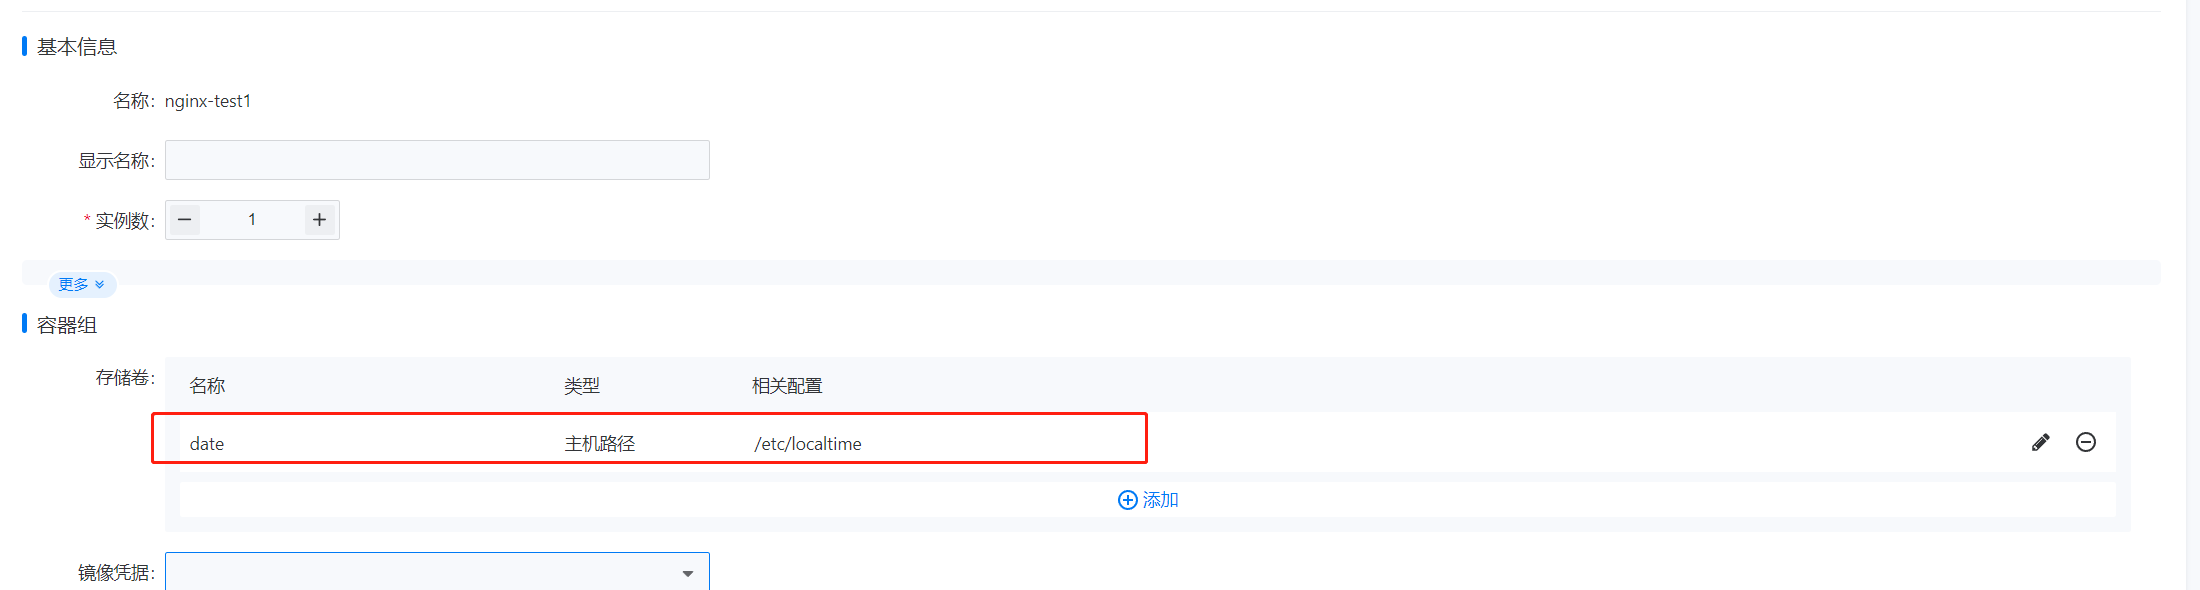 基本信息
名称: nginx-test1
显示名称:
* 实例数: − 1 +
更多
容器组
存储卷: 名称 类型 相关配置
date 主机路径 /etc/localtime
添加
镜像凭据: